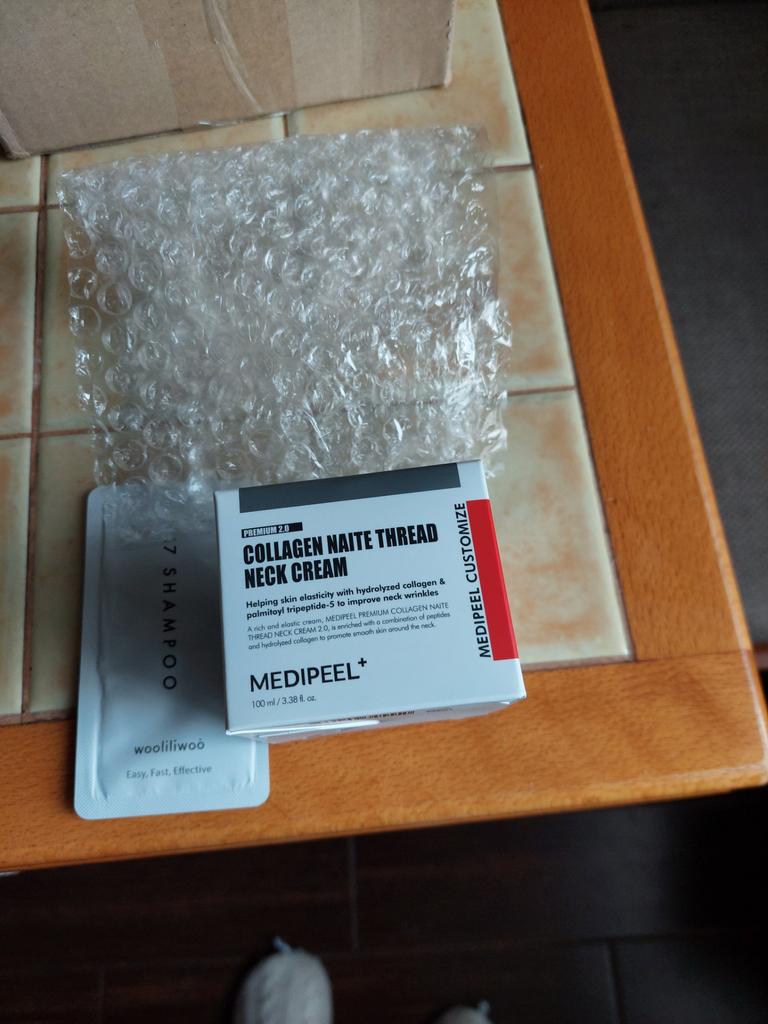 PREMIUM 2.0
COLLAGEN NAITE THREAD
NECK CREAM
Helping skin elasticity with hydrolyzed collagen &
palmitoyl tripeptide-5 to improve neck wrinkles
A rich and elastic cream, MEDIPEEL PREMIUM COLLAGEN NAITE
THREAD NECK CREAM 2.0, is enriched with a combination of peptides
and hydrolyzed collagen to promote smooth skin around the neck.
MEDIPEEL+
100 ml / 3.38 fl. oz.
MEDIPEEL CUSTOMIZE
7 SHAMPOO
wooliliwoo
Easy, Fast, Effective